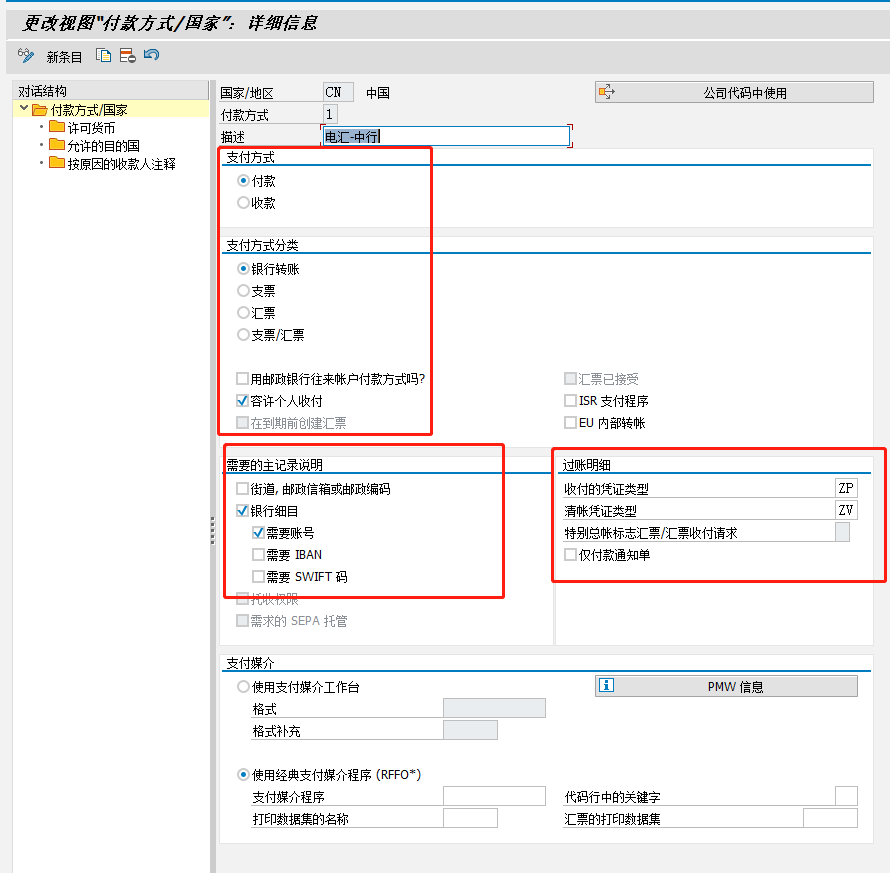 更改视图“付款方式/国家”：详细信息
新条目
对话结构
付款方式/国家
许可货币
允许的目的国
按原因的收款人注释
国家/地区 CN 中国 公司代码中使用
付款方式 1
描述 电汇-中行
支付方式
付款
收款
支付方式分类
银行转账
支票
汇票
支票/汇票
用邮政银行往来帐户付款方式吗? 汇票已接受
容许个人收付 ISR 支付程序
在到期前创建汇票 EU 内部转帐
需要的主记录说明 过账明细
街道, 邮政信箱或邮政编码 收付的凭证类型 ZP
银行细目 清帐凭证类型 ZV
需要账号 特别总帐标志汇票/汇票收付请求
需要 IBAN 仅付款通知单
需要 SWIFT 码
托收权限
需求的 SEPA 托管
支付媒介
使用支付媒介工作台 PMW 信息
格式
格式补充
使用经典支付媒介程序 (RFFO*)
支付媒介程序 代码行中的关键字
打印数据集的名称 汇票的打印数据集